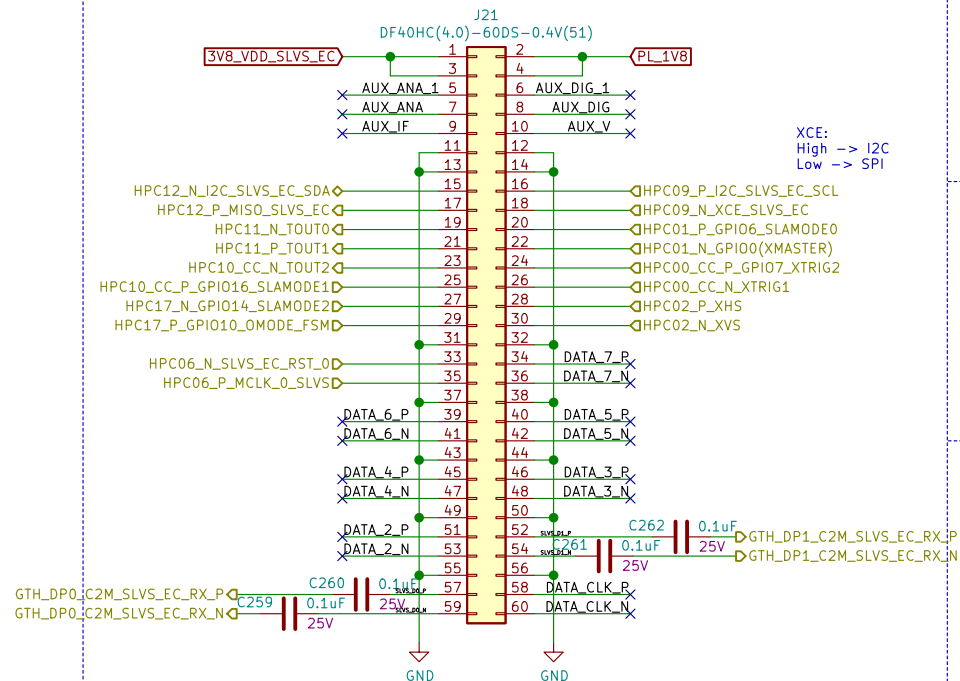 J21
DF40HC(4.0)-60DS-0.4V(51)
3V8_VDD_SLVS_EC 1 2 PL_1V8
3 4
AUX_ANA_1 5 6 AUX_DIG_1
AUX_ANA 7 8 AUX_DIG
AUX_IF 9 10 AUX_V
XCE:
High -> I2C
Low -> SPI
11 12
13 14
HPC12_N_I2C_SLVS_EC_SDA 15 16 HPC09_P_I2C_SLVS_EC_SCL
HPC12_P_MISO_SLVS_EC 17 18 HPC09_N_XCE_SLVS_EC
HPC11_N_TOUT0 19 20 HPC01_P_GPIO6_SLAMODE0
HPC11_P_TOUT1 21 22 HPC01_N_GPIO0(XMASTER)
HPC10_CC_N_TOUT2 23 24 HPC00_CC_P_GPIO7_XTRIG2
HPC10_CC_P_GPIO16_SLAMODE1 25 26 HPC00_CC_N_XTRIG1
HPC17_N_GPIO14_SLAMODE2 27 28 HPC02_P_XHS
HPC17_P_GPIO10_OMODE_FSM 29 30 HPC02_N_XVS
31 32
HPC06_N_SLVS_EC_RST_0 33 34 DATA_7_P
HPC06_P_MCLK_0_SLVS 35 36 DATA_7_N
37 38
DATA_6_P 39 40 DATA_5_P
DATA_6_N 41 42 DATA_5_N
43 44
DATA_4_P 45 46 DATA_3_P
DATA_4_N 47 48 DATA_3_N
49 50
DATA_2_P 51 52 SLVS_D1_P C262 0.1uF 25V GTH_DP1_C2M_SLVS_EC_RX_P
DATA_2_N 53 54 SLVS_D1_N C261 0.1uF 25V GTH_DP1_C2M_SLVS_EC_RX_N
55 56
GTH_DP0_C2M_SLVS_EC_RX_P C260 0.1uF 25V SLVS_D0_P 57 58 DATA_CLK_P
GTH_DP0_C2M_SLVS_EC_RX_N C259 0.1uF 25V SLVS_D0_N 59 60 DATA_CLK_N
GND GND